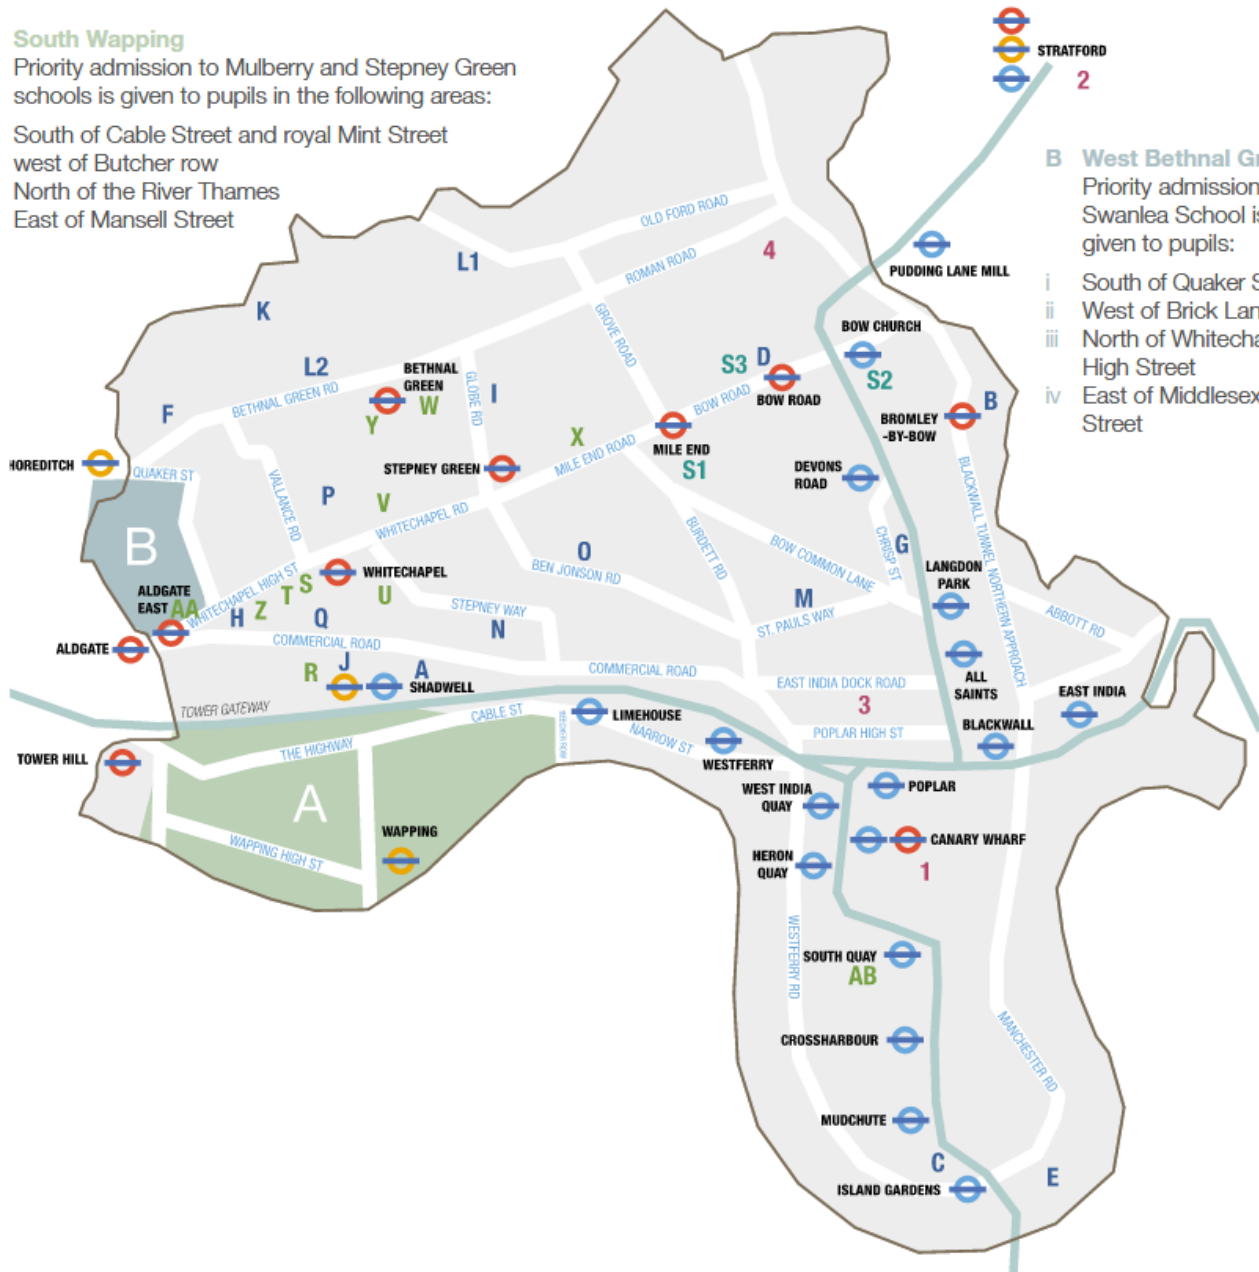 South Wapping
Priority admission to Mulberry and Stepney Green
schools is given to pupils in the following areas:
South of Cable Street and royal Mint Street
west of Butcher row
North of the River Thames
East of Mansell Street
STRATFORD
2
B West Bethnal Gr
Priority admission
Swanlea School is
given to pupils:
i South of Quaker S
ii West of Brick Lan
iii North of Whitecha
High Street
iv East of Middlesex
Street
OLD FORD ROAD
L1
ROMAN ROAD
4
PUDDING LANE MILL
K
GROVE ROAD
BOW CHURCH
L2
BETHNAL
GREEN
S3
D
S2
BETHNAL GREEN RD
GLOBE RD
I
BOW ROAD
BOW ROAD
F
W
Y
X
B
BROMLEY
-BY-BOW
MILE END ROAD
MILE END
S1
HOREDITCH
QUAKER ST
STEPNEY GREEN
DEVONS
ROAD
VALLANCE RD
P
V
WHITECHAPEL RD
BURDETT RD
BOW COMMON LANE
CHRISP ST
G
BLACKWALL TUNNEL NORTHERN APPROACH
B
O
BEN JONSON RD
LANGDON
PARK
ALDGATE
EAST
AA
WHITECHAPEL HIGH ST
S
WHITECHAPEL
T
U
Z
H
Q
STEPNEY WAY
N
M
ST. PAULS WAY
ABBOTT RD
ALDGATE
COMMERCIAL ROAD
COMMERCIAL ROAD
R
J
A
SHADWELL
EAST INDIA DOCK ROAD
ALL
SAINTS
EAST INDIA
TOWER GATEWAY
CABLE ST
LIMEHOUSE
3
BLACKWALL
NARROW ST
POPLAR HIGH ST
THE HIGHWAY
TOWER HILL
WESTFERRY
A
WEST INDIA
QUAY
POPLAR
WAPPING
CANARY WHARF
WAPPING HIGH ST
HERON
QUAY
1
WESTFERRY RD
SOUTH QUAY
AB
CROSSHARBOUR
MANCHESTER RD
MUDCHUTE
C
E
ISLAND GARDENS